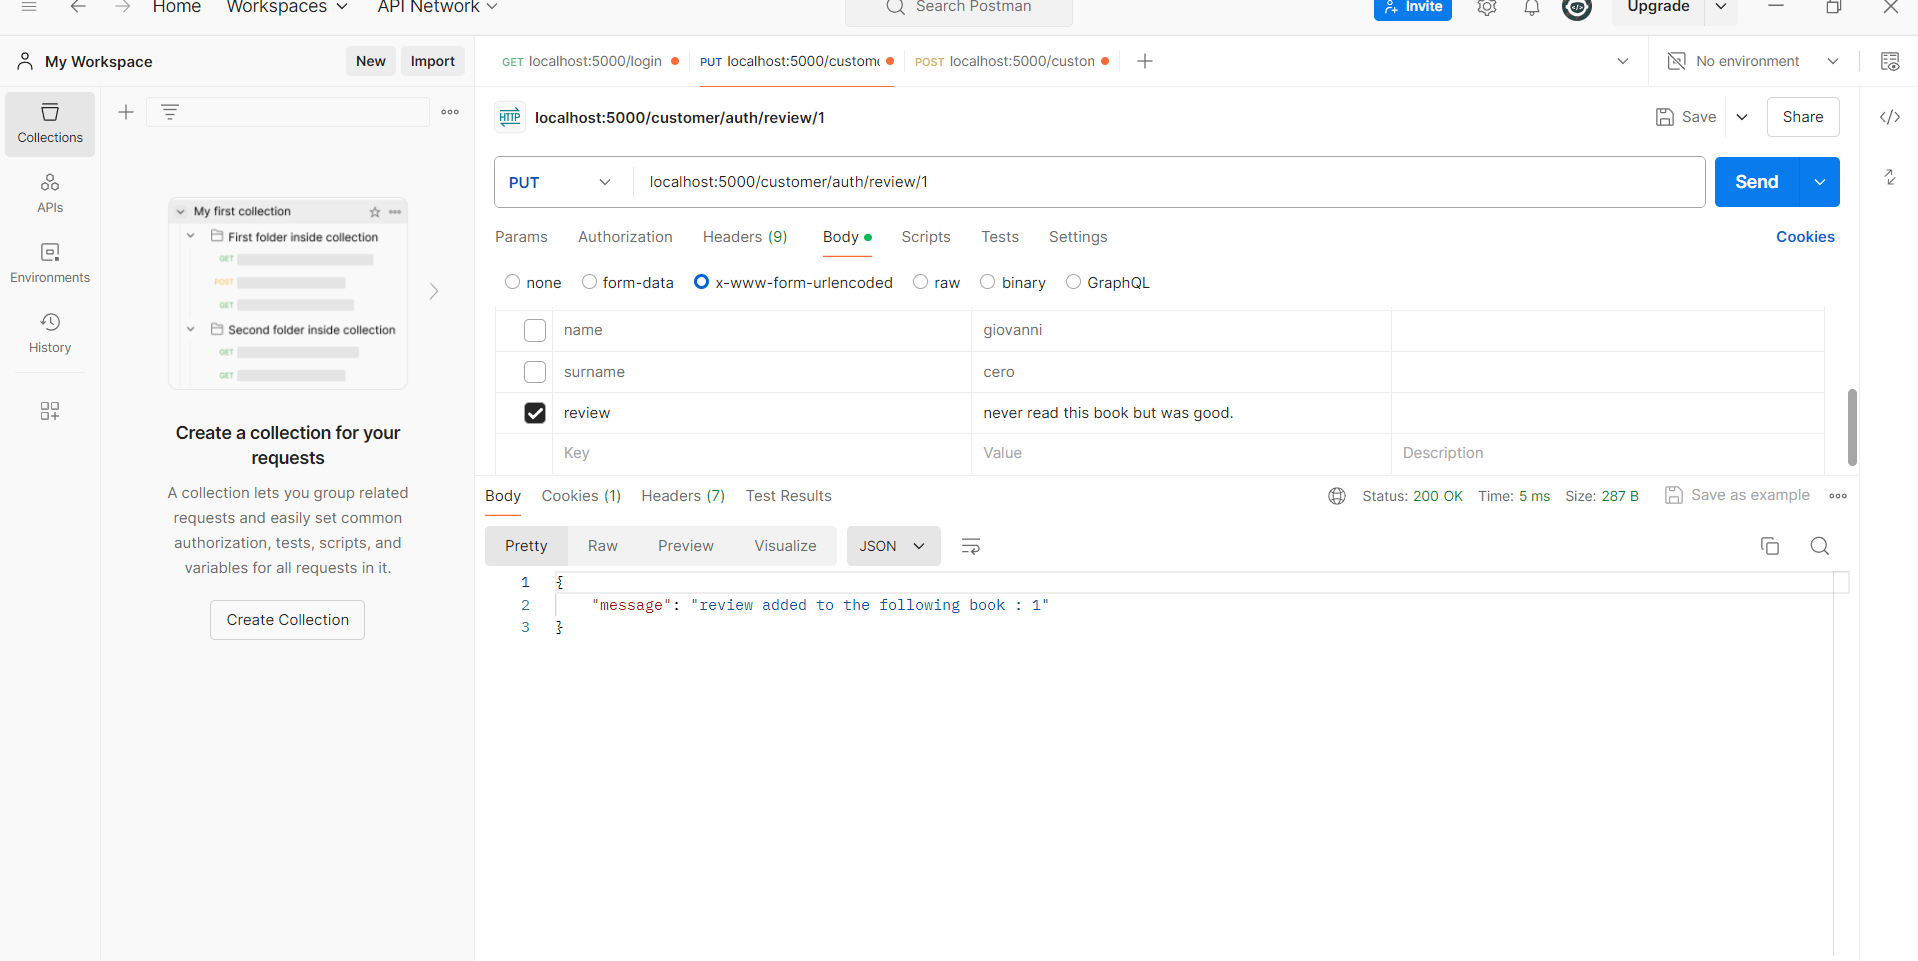 Home Workspaces API Network Search Postman Invite Upgrade
My Workspace New Import GET localhost:5000/login PUT localhost:5000/custome POST localhost:5000/custon No environment
Collections
APIs
Environments
History
My first collection
First folder inside collection
GET
POST
GET
Second folder inside collection
GET
GET
Create a collection for your
requests
A collection lets you group related
requests and easily set common
authorization, tests, scripts, and
variables for all requests in it.
Create Collection
HTTP localhost:5000/customer/auth/review/1 Save Share
PUT localhost:5000/customer/auth/review/1 Send
Params Authorization Headers (9) Body Scripts Tests Settings Cookies
none form-data x-www-form-urlencoded raw binary GraphQL
name giovanni
surname cero
review never read this book but was good.
Key Value Description
Body Cookies (1) Headers (7) Test Results Status: 200 OK Time: 5 ms Size: 287 B Save as example
Pretty Raw Preview Visualize JSON
1 {
2 "message": "review added to the following book : 1"
3 }